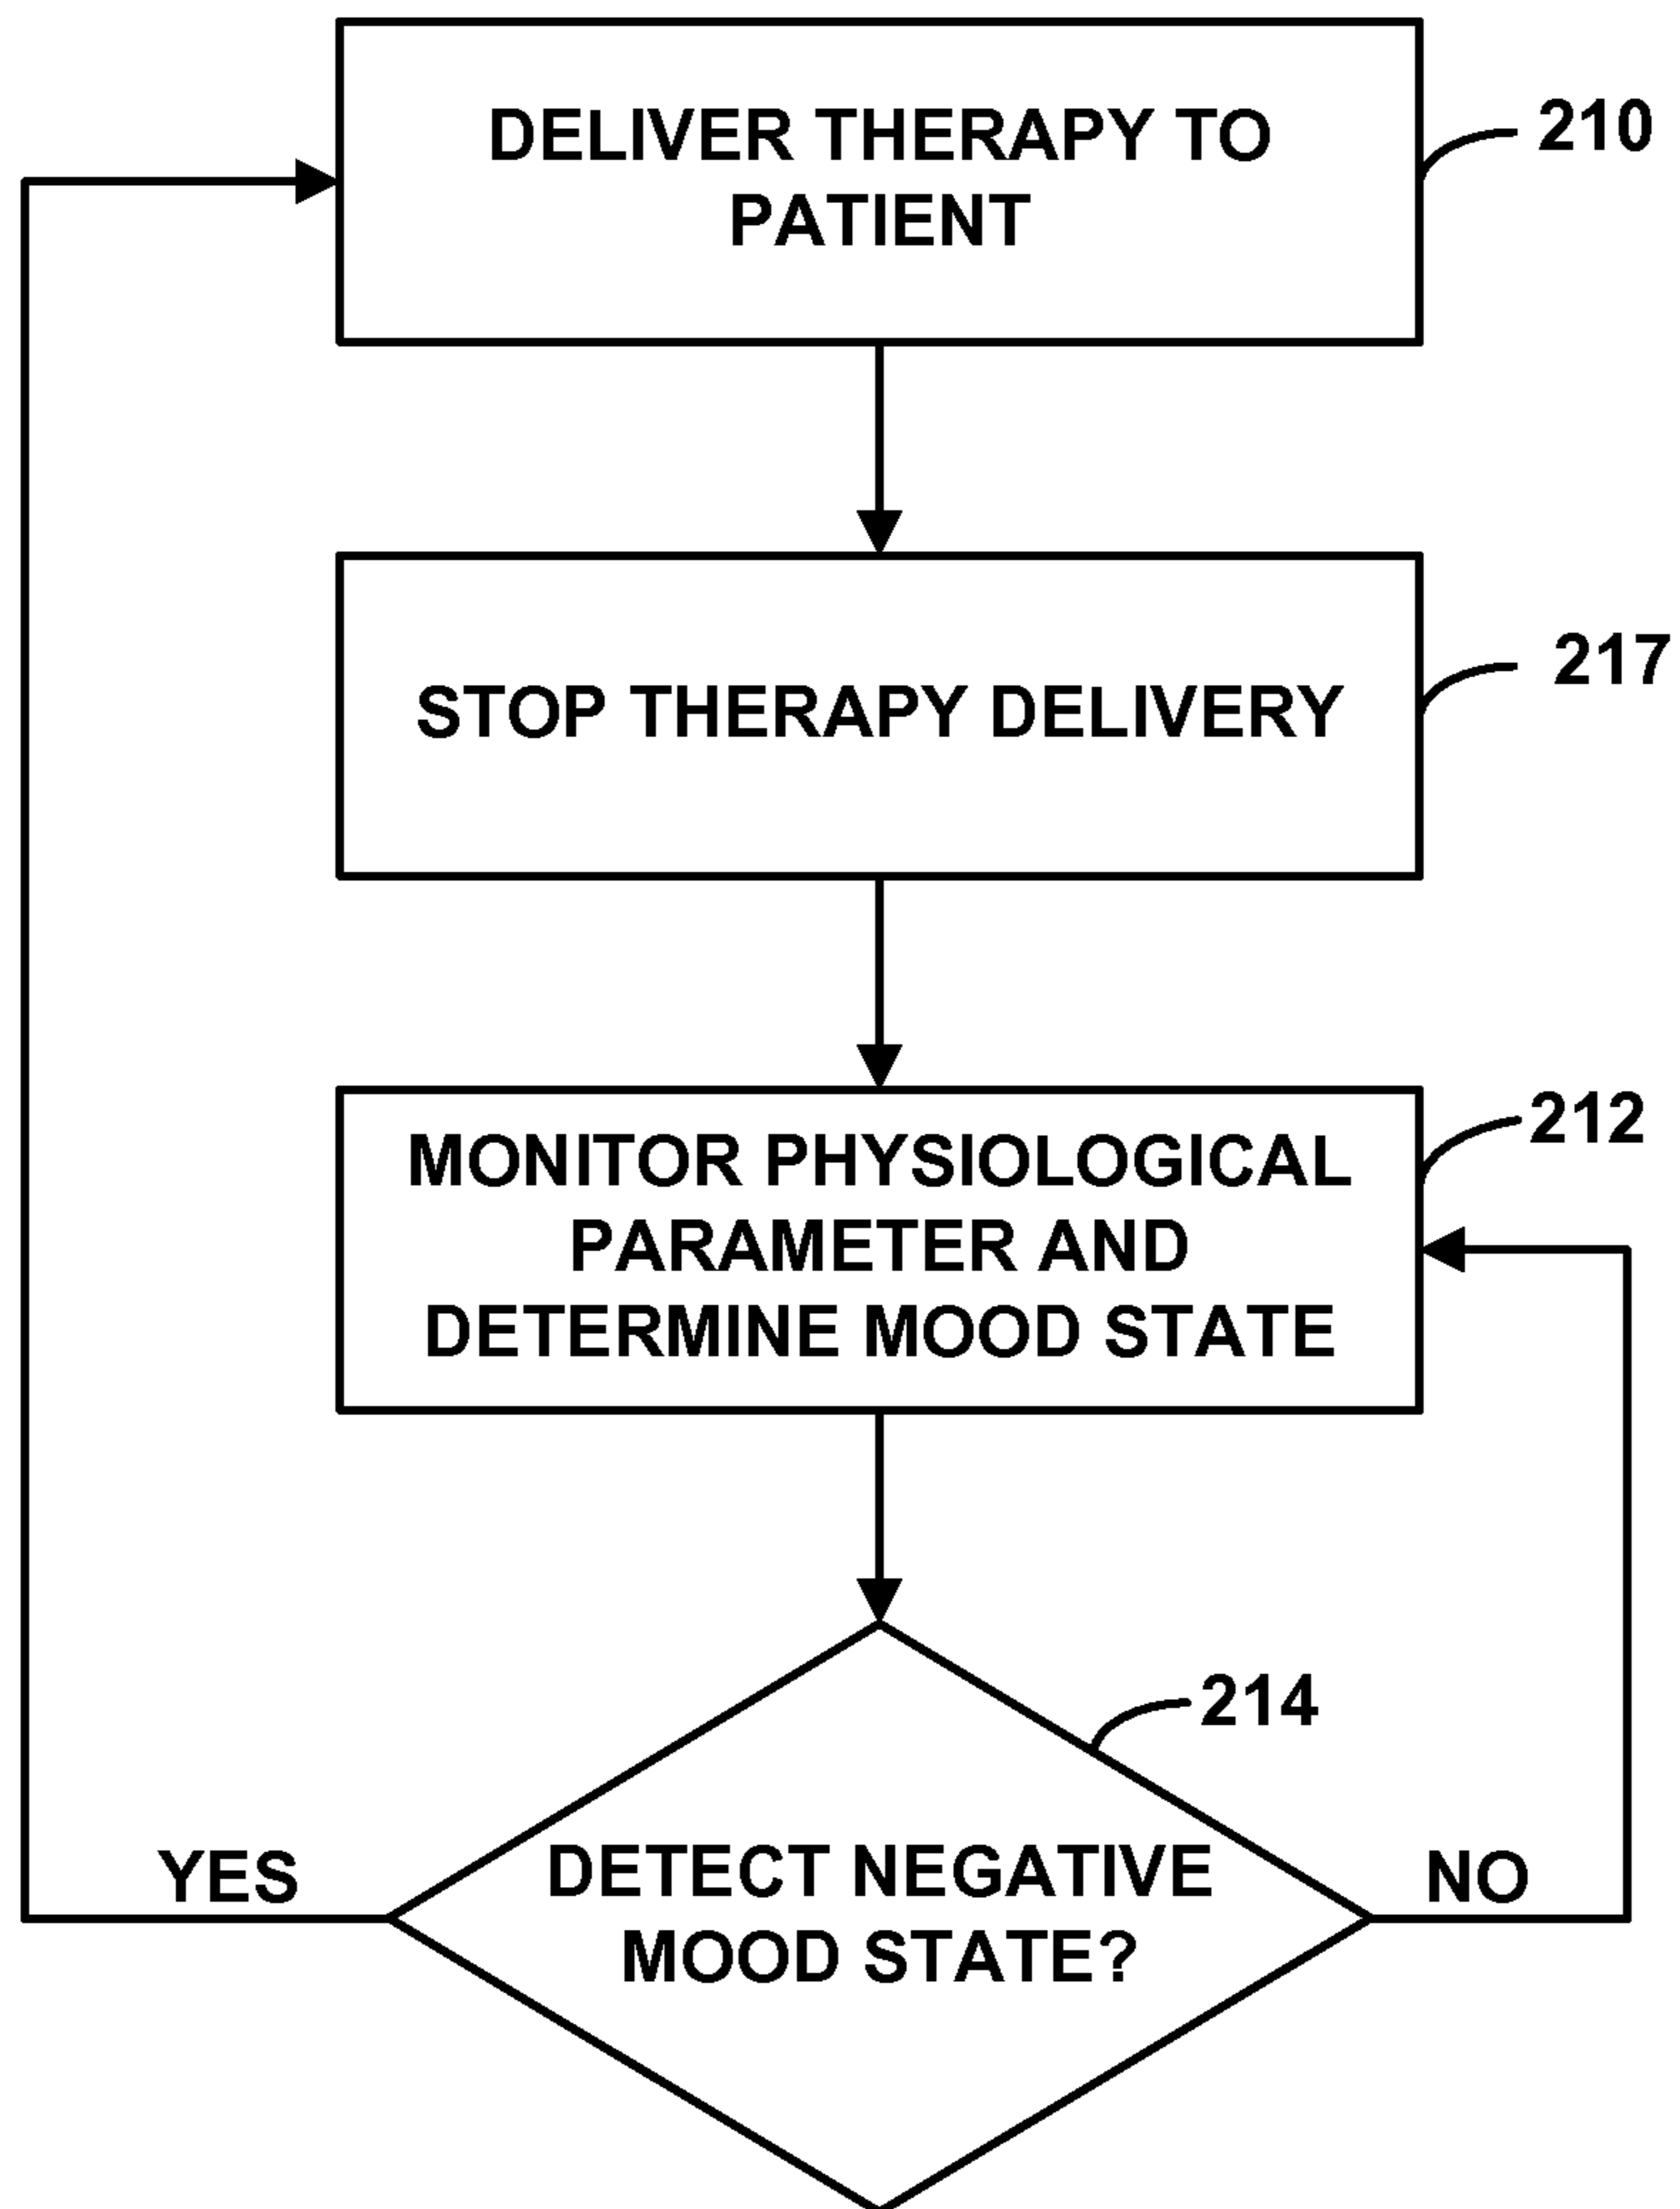 DELIVER THERAPY TO
PATIENT
210
STOP THERAPY DELIVERY
217
MONITOR PHYSIOLOGICAL
PARAMETER AND
DETERMINE MOOD STATE
212
214
DETECT NEGATIVE
MOOD STATE?
YES
NO